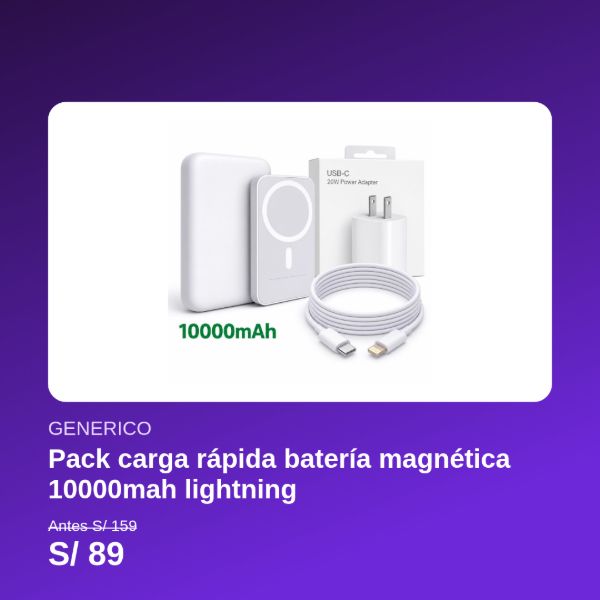 USB-C
20W Power Adapter
10000mAh
GENERICO
Pack carga rápida batería magnética
10000mah lightning
Antes S/ 159
S/ 89